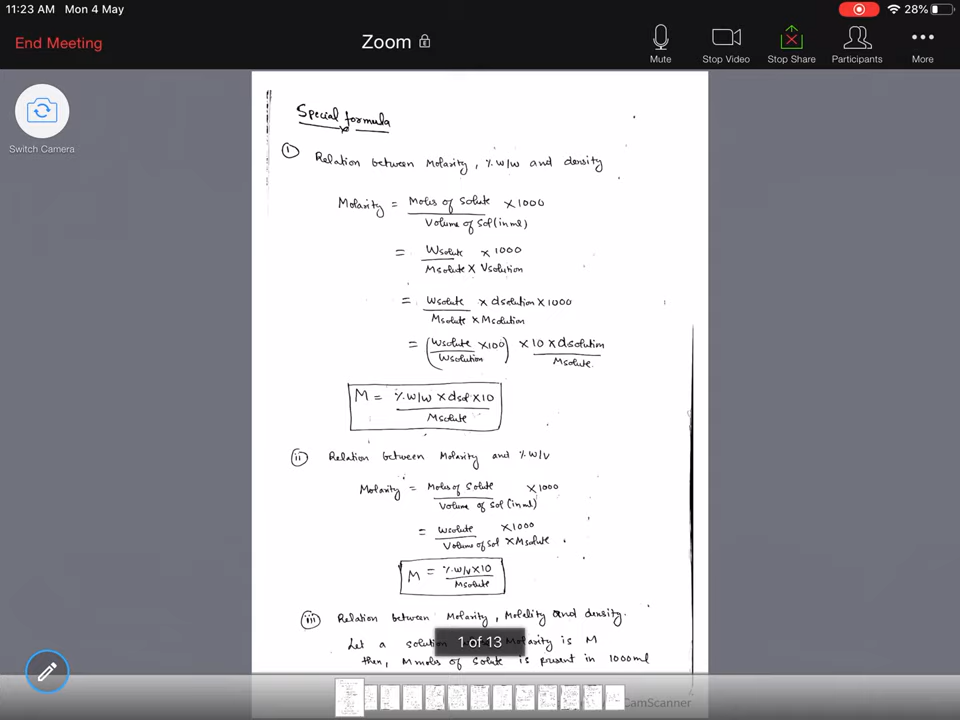 11:23 AM Mon 4 May
28%
End Meeting
Zoom
Mute
Stop Video
Stop Share
Participants
More
Switch Camera
Special formula
i Relation between Molarity, %w/w and density
Molarity = Moles of Solute × 1000
Volume of Sol(in ml)
= Wsolute × 1000
Msolute × Vsolution
= Wsolute × dsolution × 1000
Msolute × Msolution
= (Wsolute × 100) × 10 × dsolution
Wsolution Msolute.
M = %w/w × dsol × 10
Msolute
ii Relation between Molarity and %w/v
Molarity = Moles of Solute × 1000
Volume of Sol (in ml)
= Wsolute × 1000
Volume of Sol × Msolute
M = %w/v × 10
Msolute
iii Relation between Molarity, Molality and density.
Let a solution Molarity is M
then, M moles of Solute is present in 1000ml
1 of 13
CamScanner